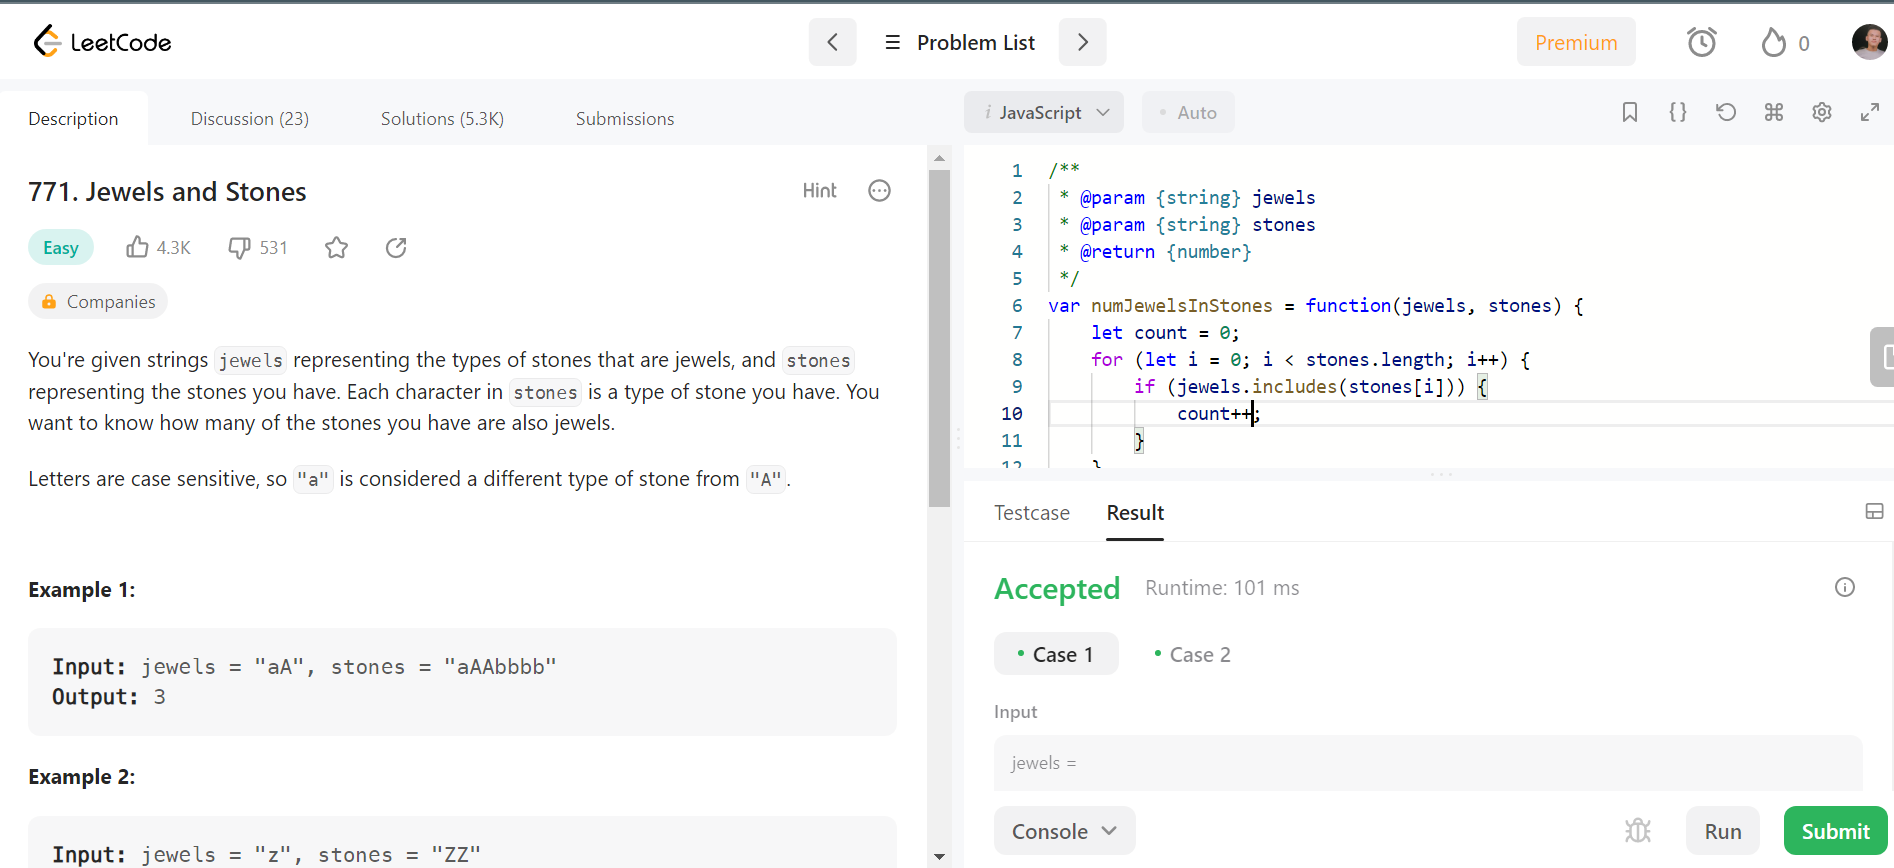 LeetCode
Problem List
Premium
0
Description
Discussion (23)
Solutions (5.3K)
Submissions
771. Jewels and Stones
Hint
Easy
4.3K
531
Companies
You're given strings jewels representing the types of stones that are jewels, and stones
representing the stones you have. Each character in stones is a type of stone you have. You
want to know how many of the stones you have are also jewels.
Letters are case sensitive, so "a" is considered a different type of stone from "A".
Example 1:
Input: jewels = "aA", stones = "aAAbbbb"
Output: 3
Example 2:
Input: jewels = "z", stones = "ZZ"
i JavaScript
Auto
{}
1 /**
2 * @param {string} jewels
3 * @param {string} stones
4 * @return {number}
5 */
6 var numJewelsInStones = function(jewels, stones) {
7 let count = 0;
8 for (let i = 0; i < stones.length; i++) {
9 if (jewels.includes(stones[i])) {
10 count++;
11 }
12 }
Testcase
Result
Accepted
Runtime: 101 ms
Case 1
Case 2
Input
jewels =
Console
Run
Submit